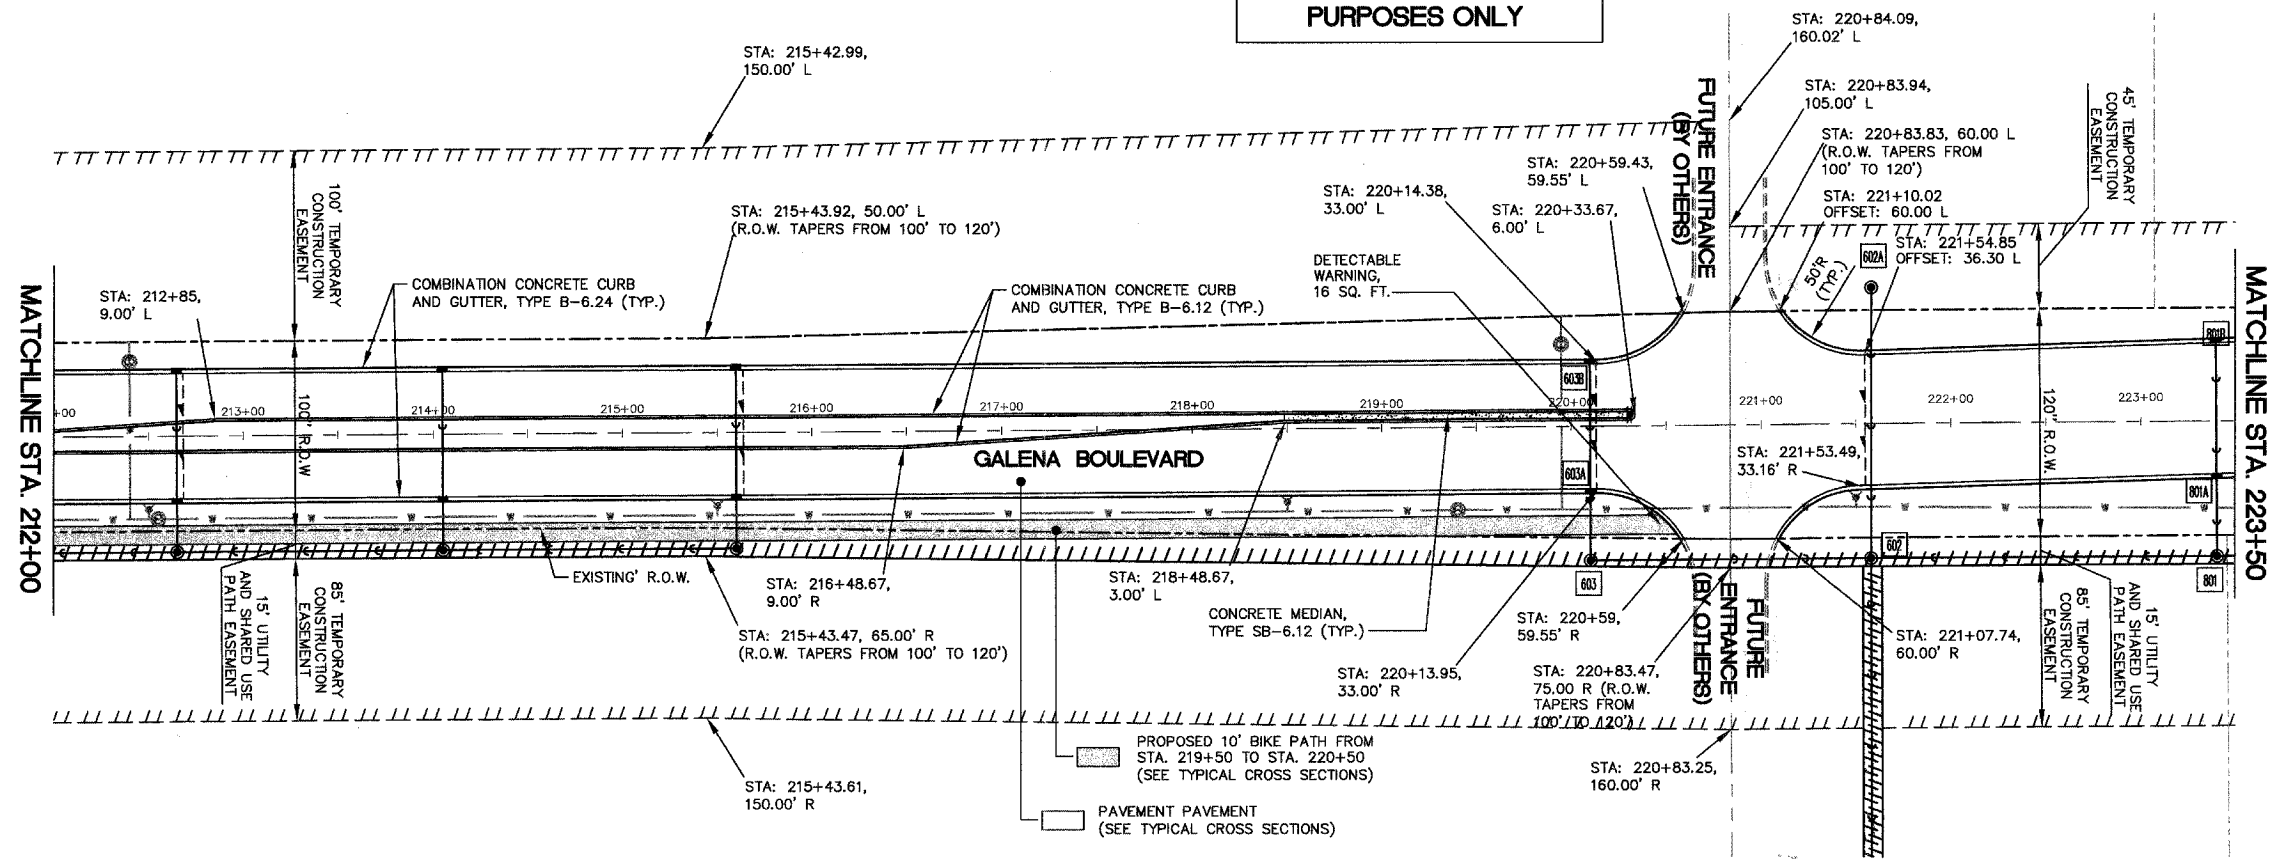 PURPOSES ONLY
STA: 220+84.09,
160.02' L
STA: 215+42.99,
150.00' L
STA: 220+83.94,
105.00' L
FUTURE ENTRANCE
(BY OTHERS)
45' TEMPORARY
CONSTRUCTION
EASEMENT
STA: 220+83.83, 60.00 L
(R.O.W. TAPERS FROM
100' TO 120')
STA: 220+59.43,
59.55' L
STA: 220+14.38,
33.00' L
STA: 221+10.02
OFFSET: 60.00 L
100' TEMPORARY
CONSTRUCTION
EASEMENT
STA: 215+43.92, 50.00' L
(R.O.W. TAPERS FROM 100' TO 120')
STA: 220+33.67,
6.00' L
STA: 221+54.85
OFFSET: 36.30 L
602A
50'R
(TYP.)
DETECTABLE
WARNING,
16 SQ. FT.
STA: 212+85,
9.00' L
COMBINATION CONCRETE CURB
AND GUTTER, TYPE B-6.24 (TYP.)
COMBINATION CONCRETE CURB
AND GUTTER, TYPE B-6.12 (TYP.)
MATCHLINE STA. 212+00
MATCHLINE STA. 223+50
801B
603B
+00
213+00
214+00
215+00
216+00
217+00
218+00
219+00
220+00
221+00
222+00
223+00
100' R.O.W
120' R.O.W.
GALENA BOULEVARD
603A
STA: 221+53.49,
33.16' R
801A
602
EXISTING' R.O.W.
STA: 216+48.67,
9.00' R
STA: 218+48.67,
3.00' L
603
801
15' UTILITY
AND SHARED USE
PATH EASEMENT
85' TEMPORARY
CONSTRUCTION
EASEMENT
CONCRETE MEDIAN,
TYPE SB-6.12 (TYP.)
STA: 220+59,
59.55' R
FUTURE
ENTRANCE
(BY OTHERS)
STA: 221+07.74,
60.00' R
85' TEMPORARY
CONSTRUCTION
EASEMENT
15' UTILITY
AND SHARED USE
PATH EASEMENT
STA: 215+43.47, 65.00' R
(R.O.W. TAPERS FROM 100' TO 120')
STA: 220+13.95,
33.00' R
STA: 220+83.47,
75.00 R (R.O.W.
TAPERS FROM
100' TO 120')
PROPOSED 10' BIKE PATH FROM
STA. 219+50 TO STA. 220+50
(SEE TYPICAL CROSS SECTIONS)
STA: 220+83.25,
160.00' R
STA: 215+43.61,
150.00' R
PAVEMENT PAVEMENT
(SEE TYPICAL CROSS SECTIONS)